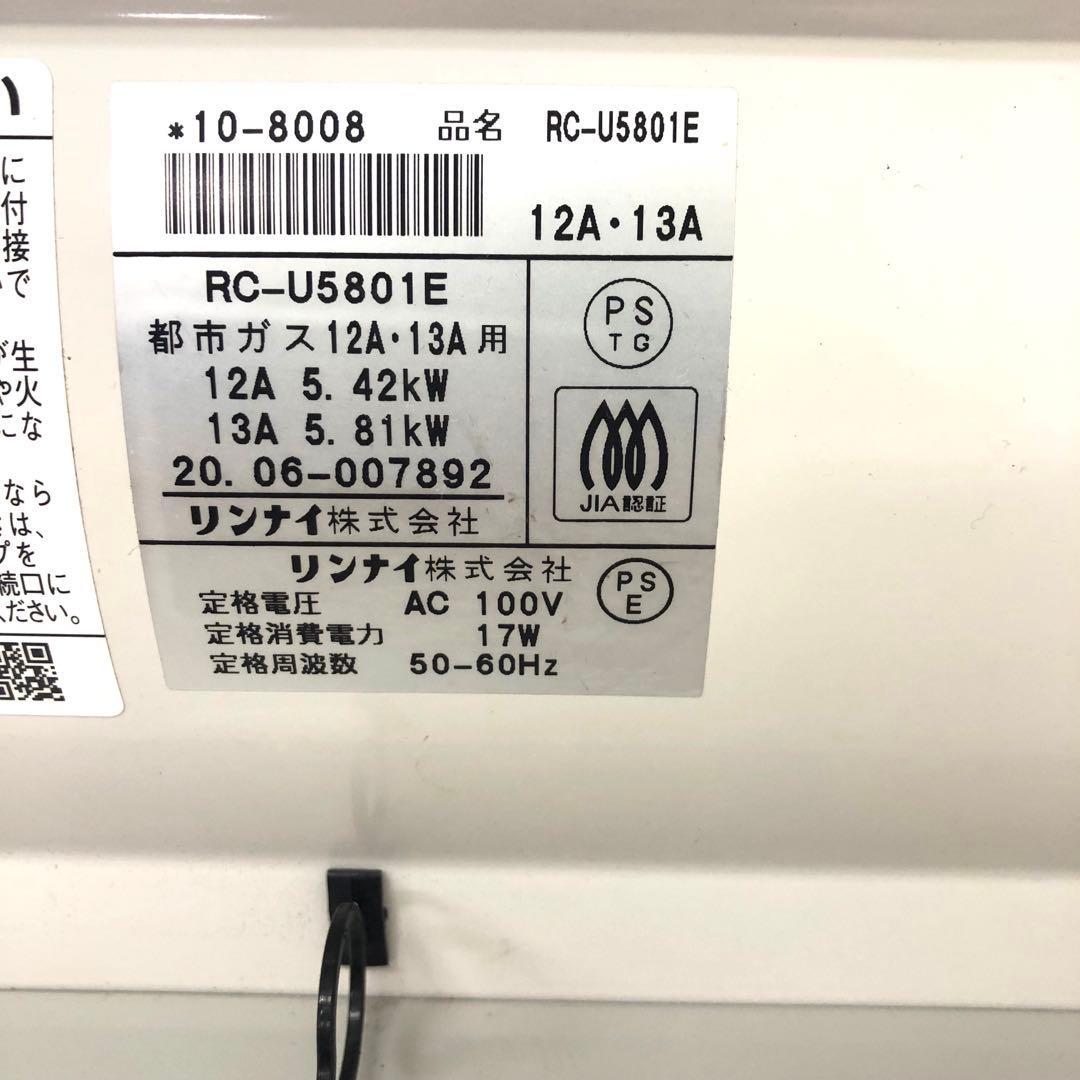 い
に
付
接
で
が生
や火
にな
なら
は、
プを
続口に
ください。
*10-8008 品名 RC-U5801E
12A・13A
RC-U5801E
都市ガス12A・13A用
12A 5.42kW
13A 5.81kW
20.06-007892
リンナイ株式会社
PS
TG
JIA認証
リンナイ株式会社
定格電圧 AC 100V
定格消費電力 17W
定格周波数 50-60Hz
PS
E